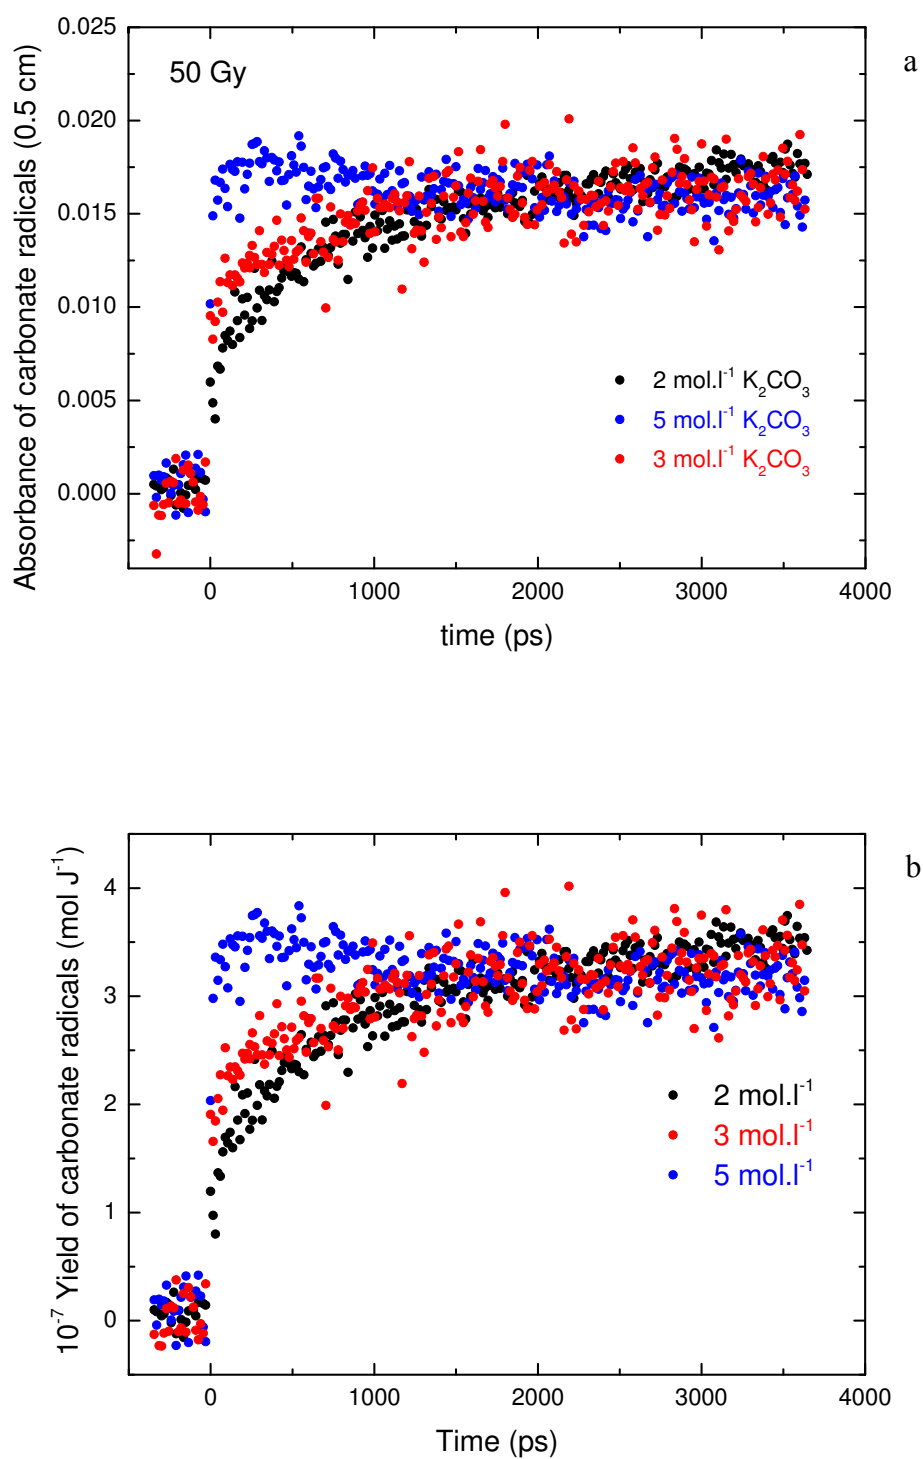 a
50 Gy
Absorbance of carbonate radicals (0.5 cm)
0.025
0.020
0.015
0.010
0.005
0.000
2 mol.l⁻¹ K₂CO₃
5 mol.l⁻¹ K₂CO₃
3 mol.l⁻¹ K₂CO₃
0 1000 2000 3000 4000
time (ps)
b
10⁻⁷ Yield of carbonate radicals (mol J⁻¹)
4
3
2
1
0
2 mol.l⁻¹
3 mol.l⁻¹
5 mol.l⁻¹
0 1000 2000 3000 4000
Time (ps)